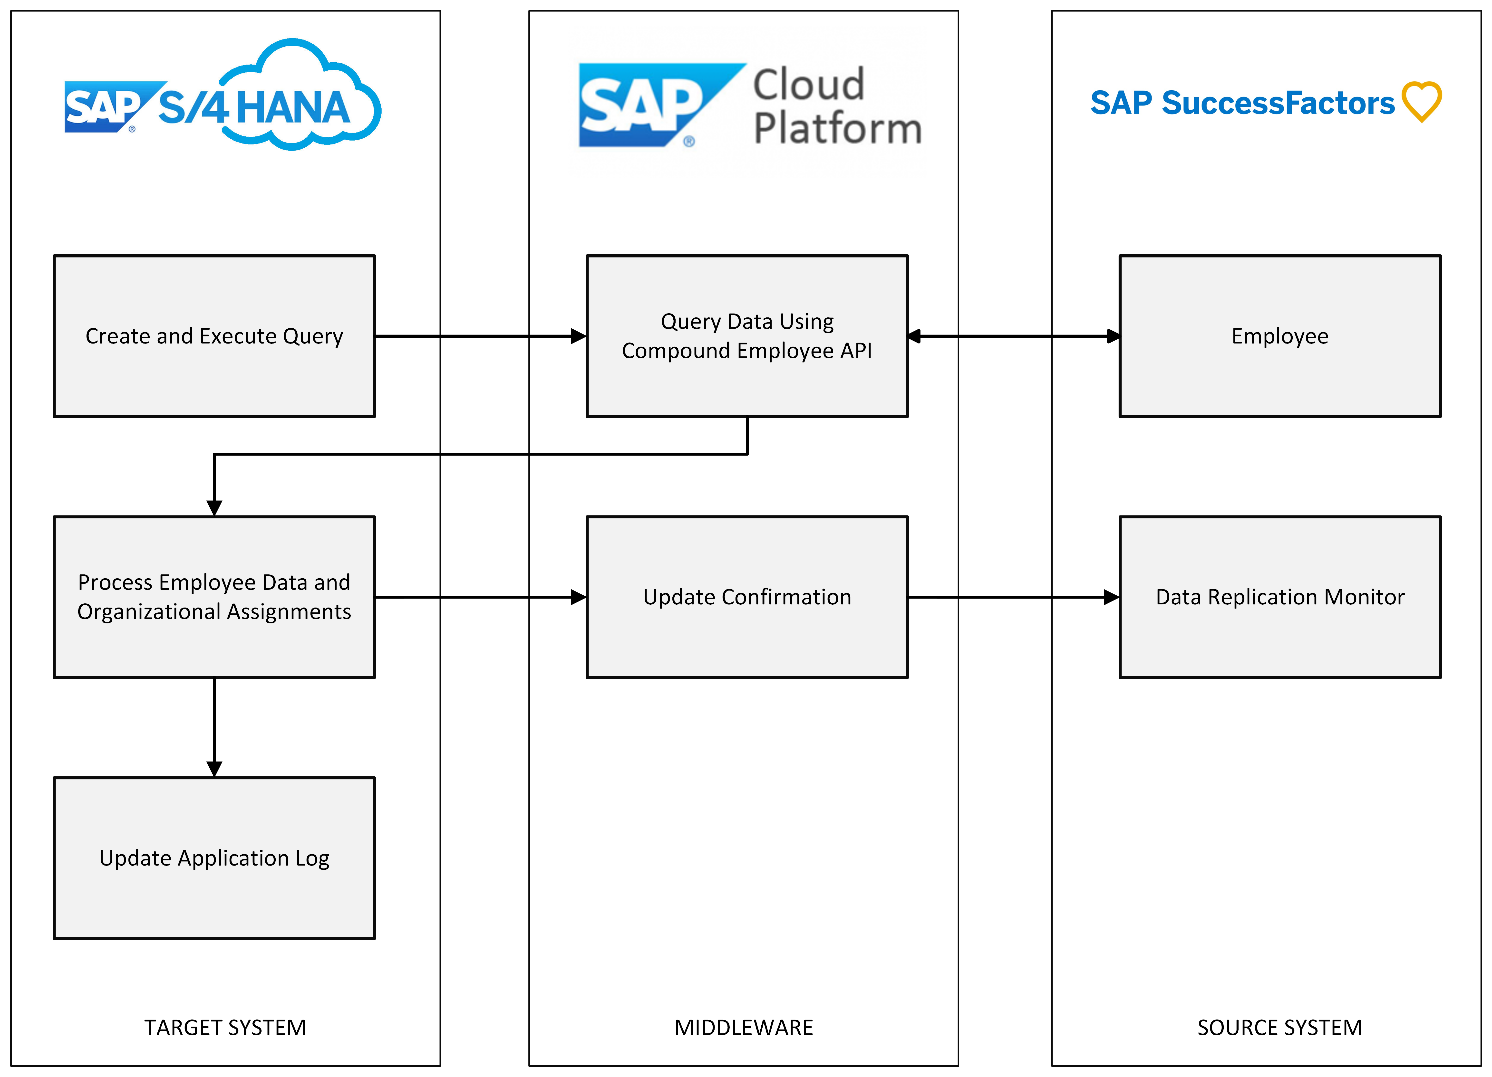 SAP® S/4HANA
SAP® Cloud
Platform
SAP SuccessFactors
Create and Execute Query
Query Data Using
Compound Employee API
Employee
Process Employee Data and
Organizational Assignments
Update Confirmation
Data Replication Monitor
Update Application Log
TARGET SYSTEM
MIDDLEWARE
SOURCE SYSTEM